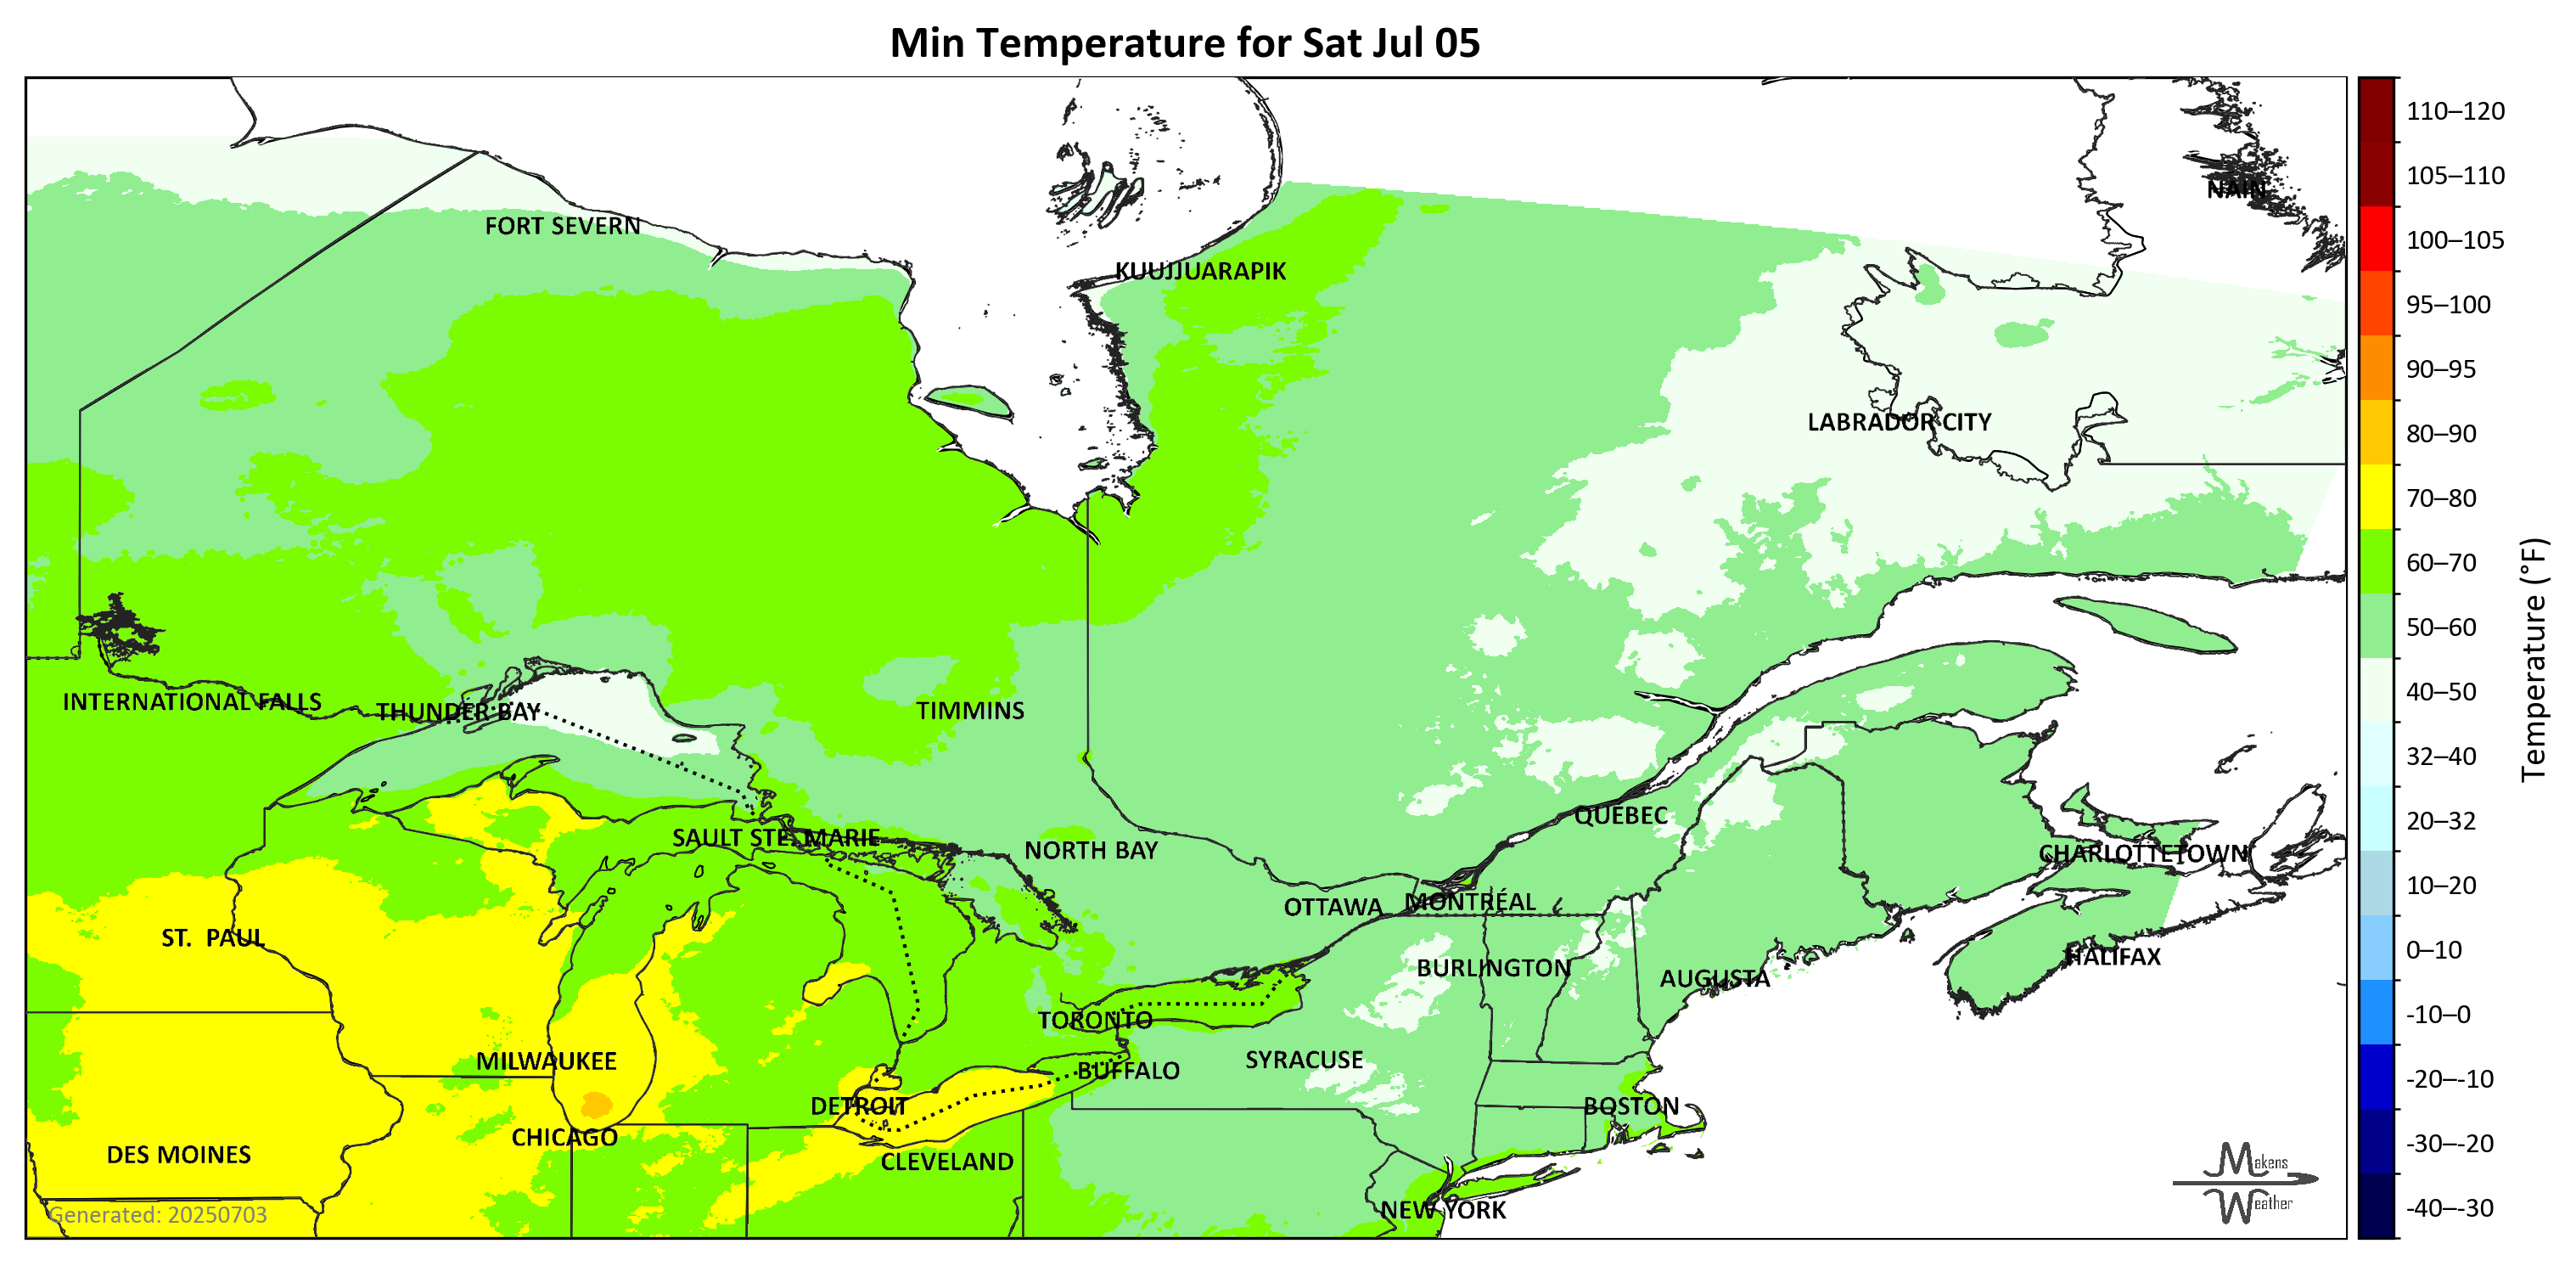 Min Temperature for Sat Jul 05
110–120
105–110
100–105
95–100
90–95
80–90
70–80
60–70
50–60
40–50
32–40
20–32
10–20
0–10
-10–0
-20–-10
-30–-20
-40–-30
Temperature (°F)
NAIN
FORT SEVERN
KUUJJUARAPIK
LABRADOR CITY
INTERNATIONAL FALLS
THUNDER BAY
TIMMINS
QUÉBEC
SAULT STE. MARIE
NORTH BAY
CHARLOTTETOWN
OTTAWA
MONTRÉAL
ST.  PAUL
HALIFAX
BURLINGTON
AUGUSTA
TORONTO
MILWAUKEE
SYRACUSE
BUFFALO
DETROIT
BOSTON
CHICAGO
DES MOINES
CLEVELAND
NEW YORK
Makens
Weather
Generated: 20250703